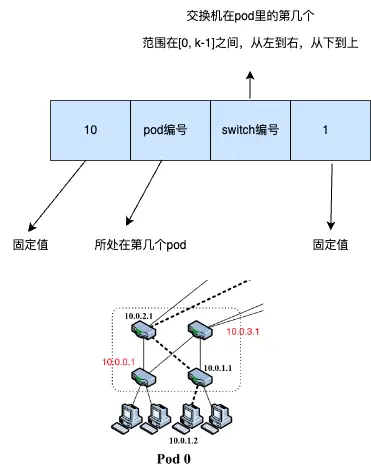 交换机在pod里的第几个
范围在[0, k-1]之间，从左到右，从下到上
10
pod编号
switch编号
1
固定值
所处在第几个pod
固定值
10.0.2.1
10.0.3.1
10.0.0.1
10.0.1.1
10.0.1.2
Pod 0